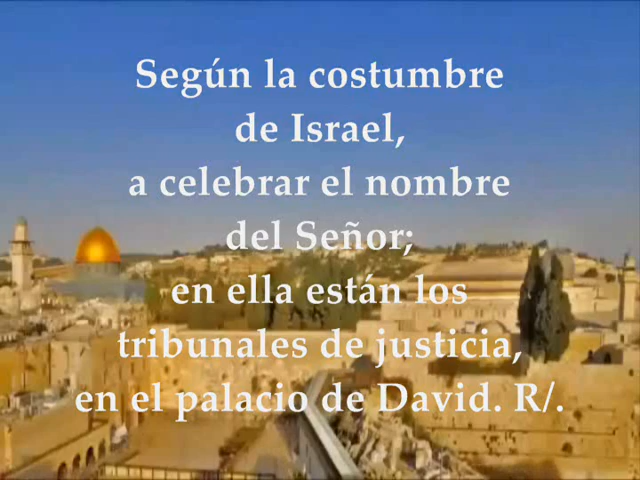 Según la costumbre
de Israel,
a celebrar el nombre
del Señor;
en ella están los
tribunales de justicia,
en el palacio de David. R/.